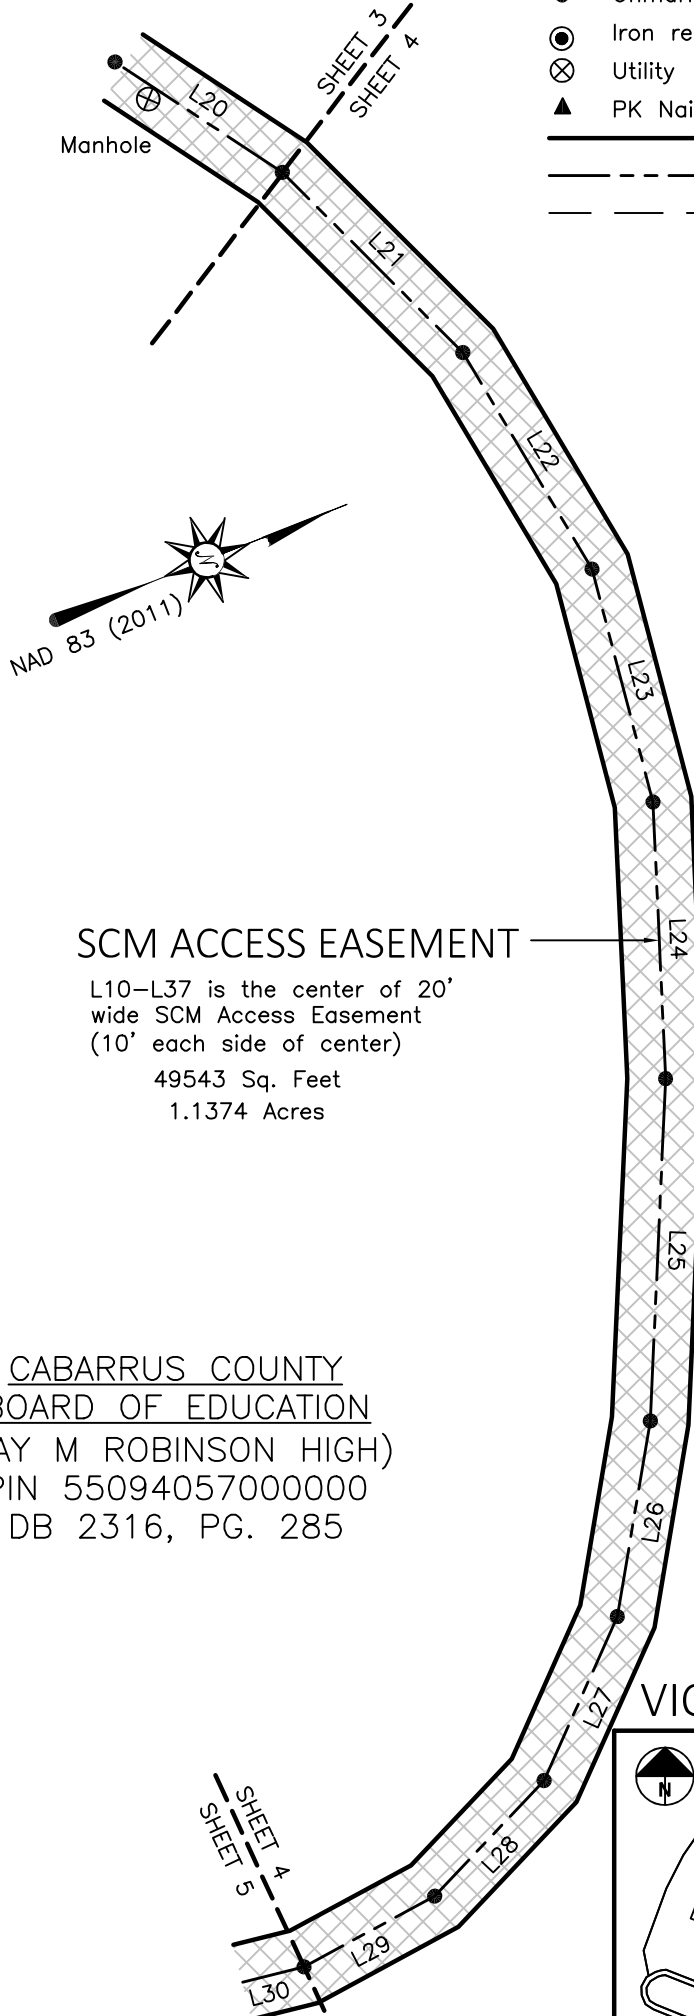 SHEET 3
SHEET 4
Iron
Utility
PK
L20
Manhole
L21
L22
N
NAD 83 (2011)
L23
SCM ACCESS EASEMENT
L24
L10-L37 is the center of 20'
wide SCM Access Easement
(10' each side of center)
49543 Sq. Feet
1.1374 Acres
L25
CABARRUS COUNTY
BOARD OF EDUCATION
AY M ROBINSON HIGH)
PIN 55094057000000
DB 2316, PG. 285
L26
L27
N
SHEET 4
SHEET 5
L28
L29
L30